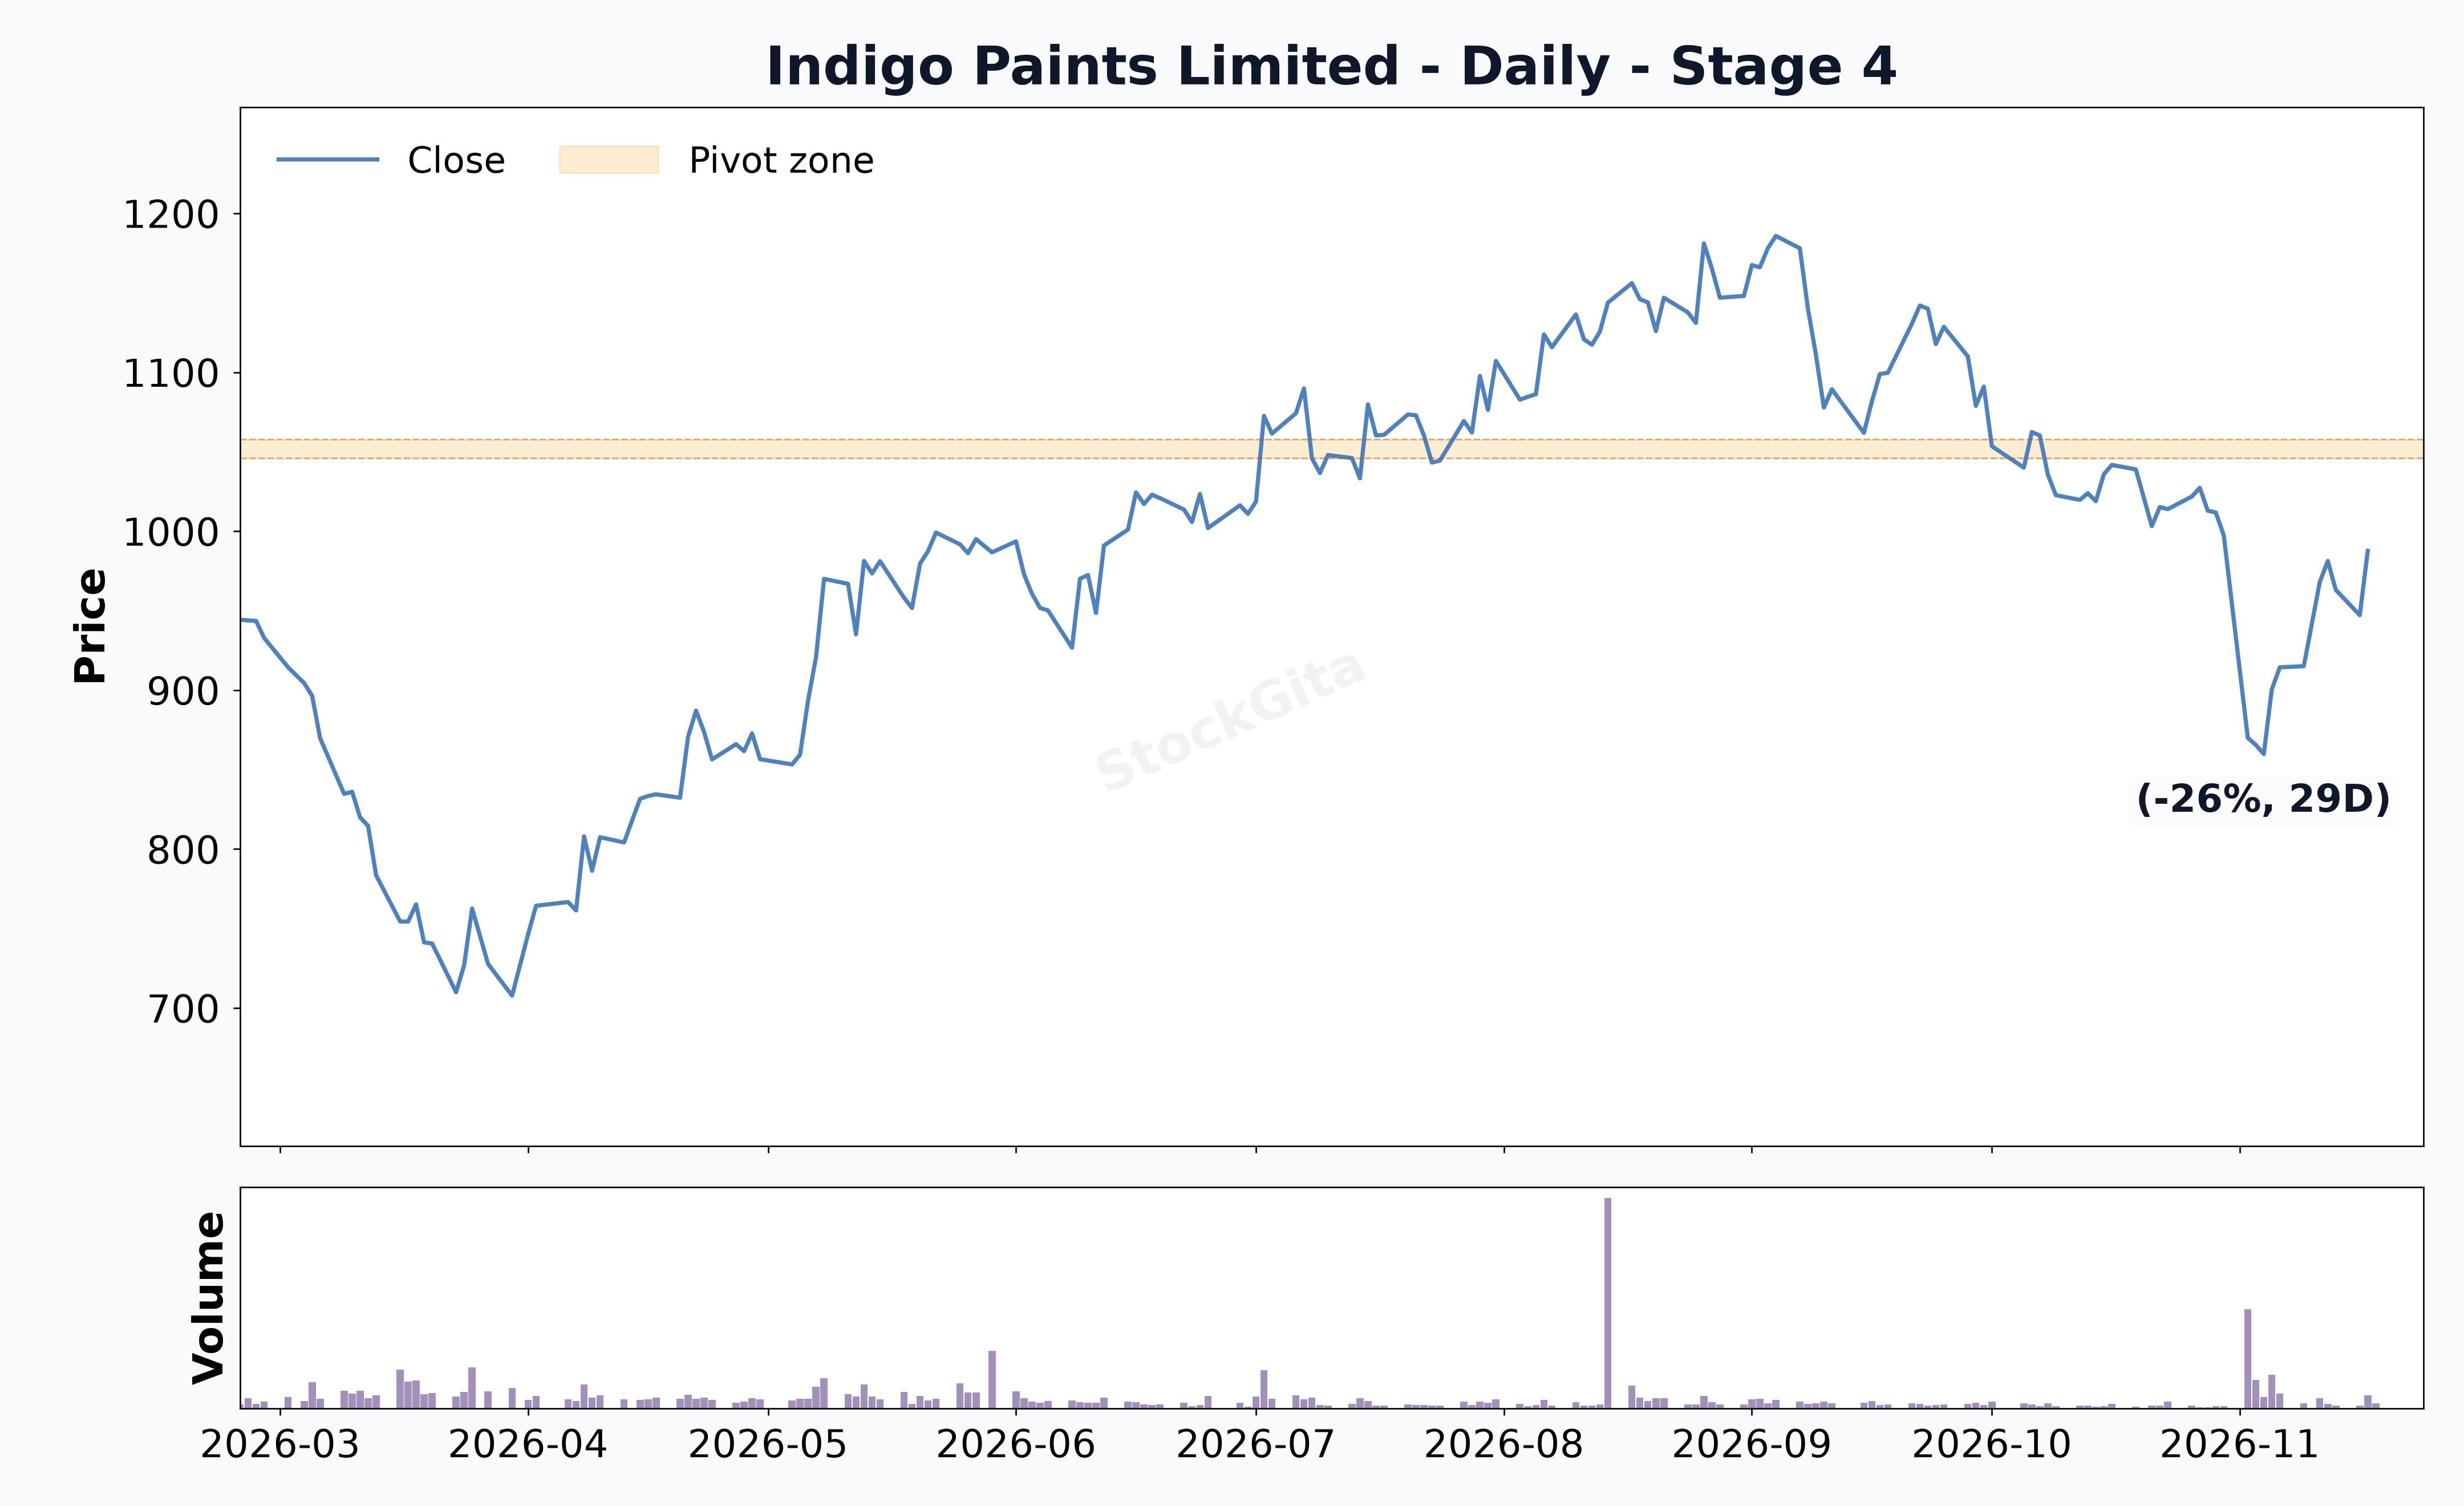 Indigo Paints Limited - Daily - Stage 4
Close
Pivot zone
1200
1100
1000
900
800
700
Price
StockGita
(-26%, 29D)
Volume
2026-03
2026-04
2026-05
2026-06
2026-07
2026-08
2026-09
2026-10
2026-11